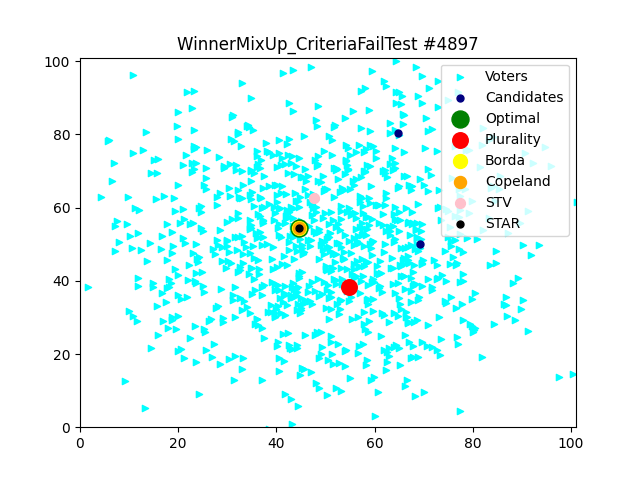 WinnerMixUp_CriteriaFailTest #4897
100
80
60
40
20
0
0
20
40
60
80
100
Voters
Candidates
Optimal
Plurality
Borda
Copeland
STV
STAR